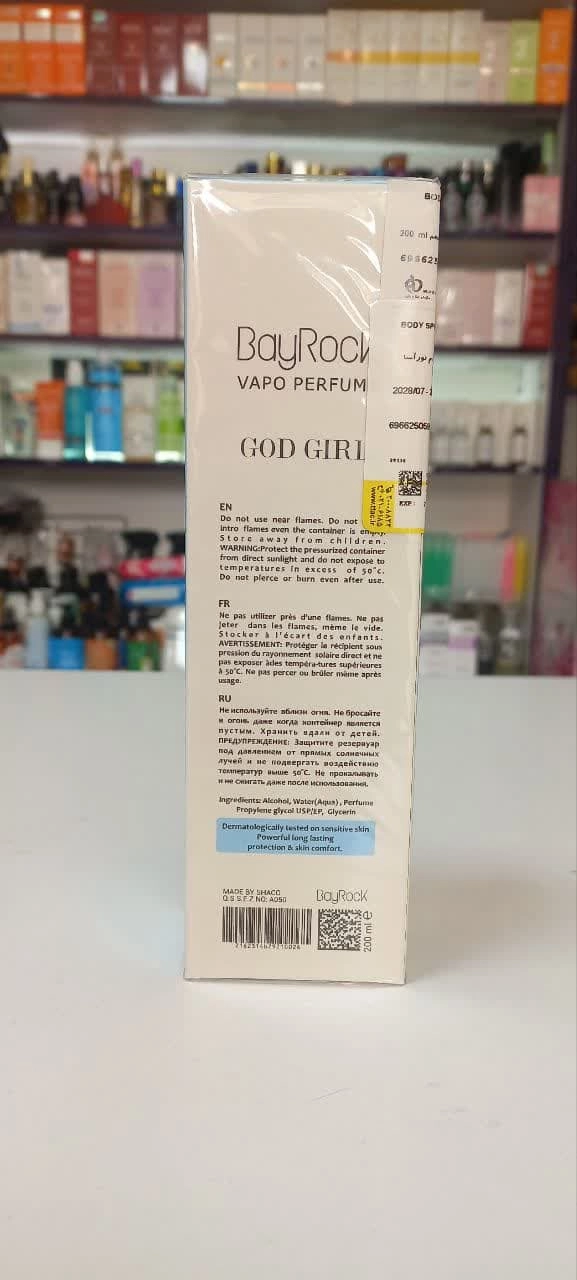 BayRock
VAPO PERFUM
GOD GIRL
EN
Do not use near flames. Do not
intro flames even the container is empty.
Store away from children.
WARNING:Protect the pressurized container
from direct sunlight and do not expose to
temperatures in excess of 50°c.
Do not pierce or burn even after use.
FR
Ne pas utilizer près d'une flames. Ne pas
jeter dans les flames, même le vide.
Stocker à l'écart des enfants.
AVERTISSEMENT: Protéger la récipient sous
pression du rayonnement solaire direct et ne
pas exposer àdes tempéra-tures supérieures
à 50°C. Ne pas percer ou brûler même après
usage.
RU
Не используйте вблизи огня. Не бросайте
в огонь даже когда контейнер является
пустым. Хранить вдали от детей.
ПРЕДУПРЕЖДЕНИЕ: Защитите резервуар
под давлением от прямых солнечных
лучей и не подвергать воздействию
температур выше 50°C. Не прокалывать
и не сжигать даже после использования.
Ingredients: Alcohol, Water(Aqua) , Perfume
Propylene glycol USP/EP, Glycerin
Dermatologically tested on sensitive skin
Powerful long lasting
protection & skin comfort.
MADE BY SHACO
Q.S S.F.Z NO: A050
BayRock
200 ml e
200 ml
BODY SP
2028/07-
EXP :
www.ttac.ir